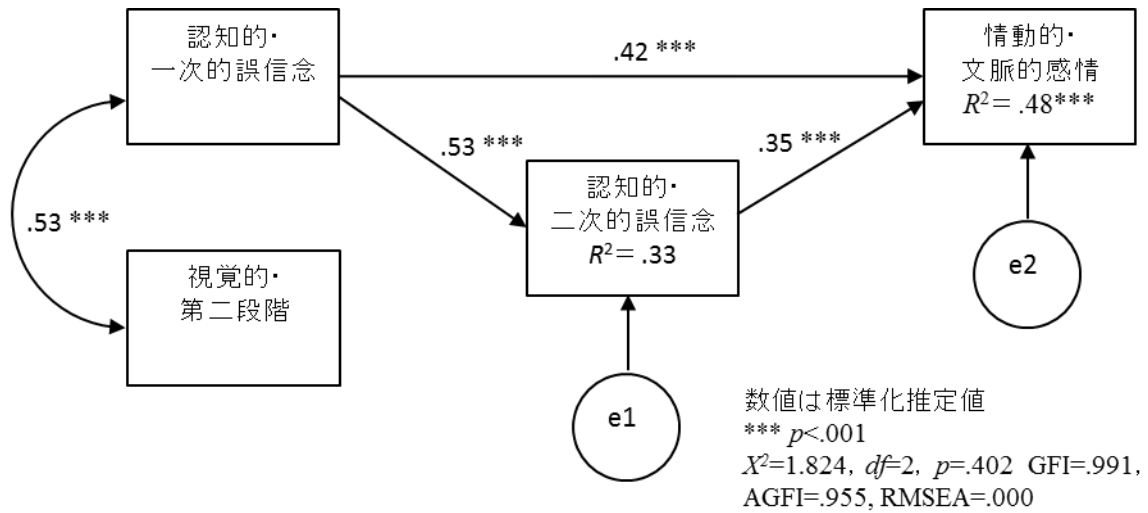 認知的・
一次的誤信念
.53 ***
視覚的・
第二段階
.42 ***
.53 ***
認知的・
二次的誤信念
R²＝ .33
e1
.35 ***
情動的・
文脈的感情
R²＝ .48***
e2
数値は標準化推定値
*** p<.001
X²=1.824, df=2, p=.402 GFI=.991,
AGFI=.955, RMSEA=.000